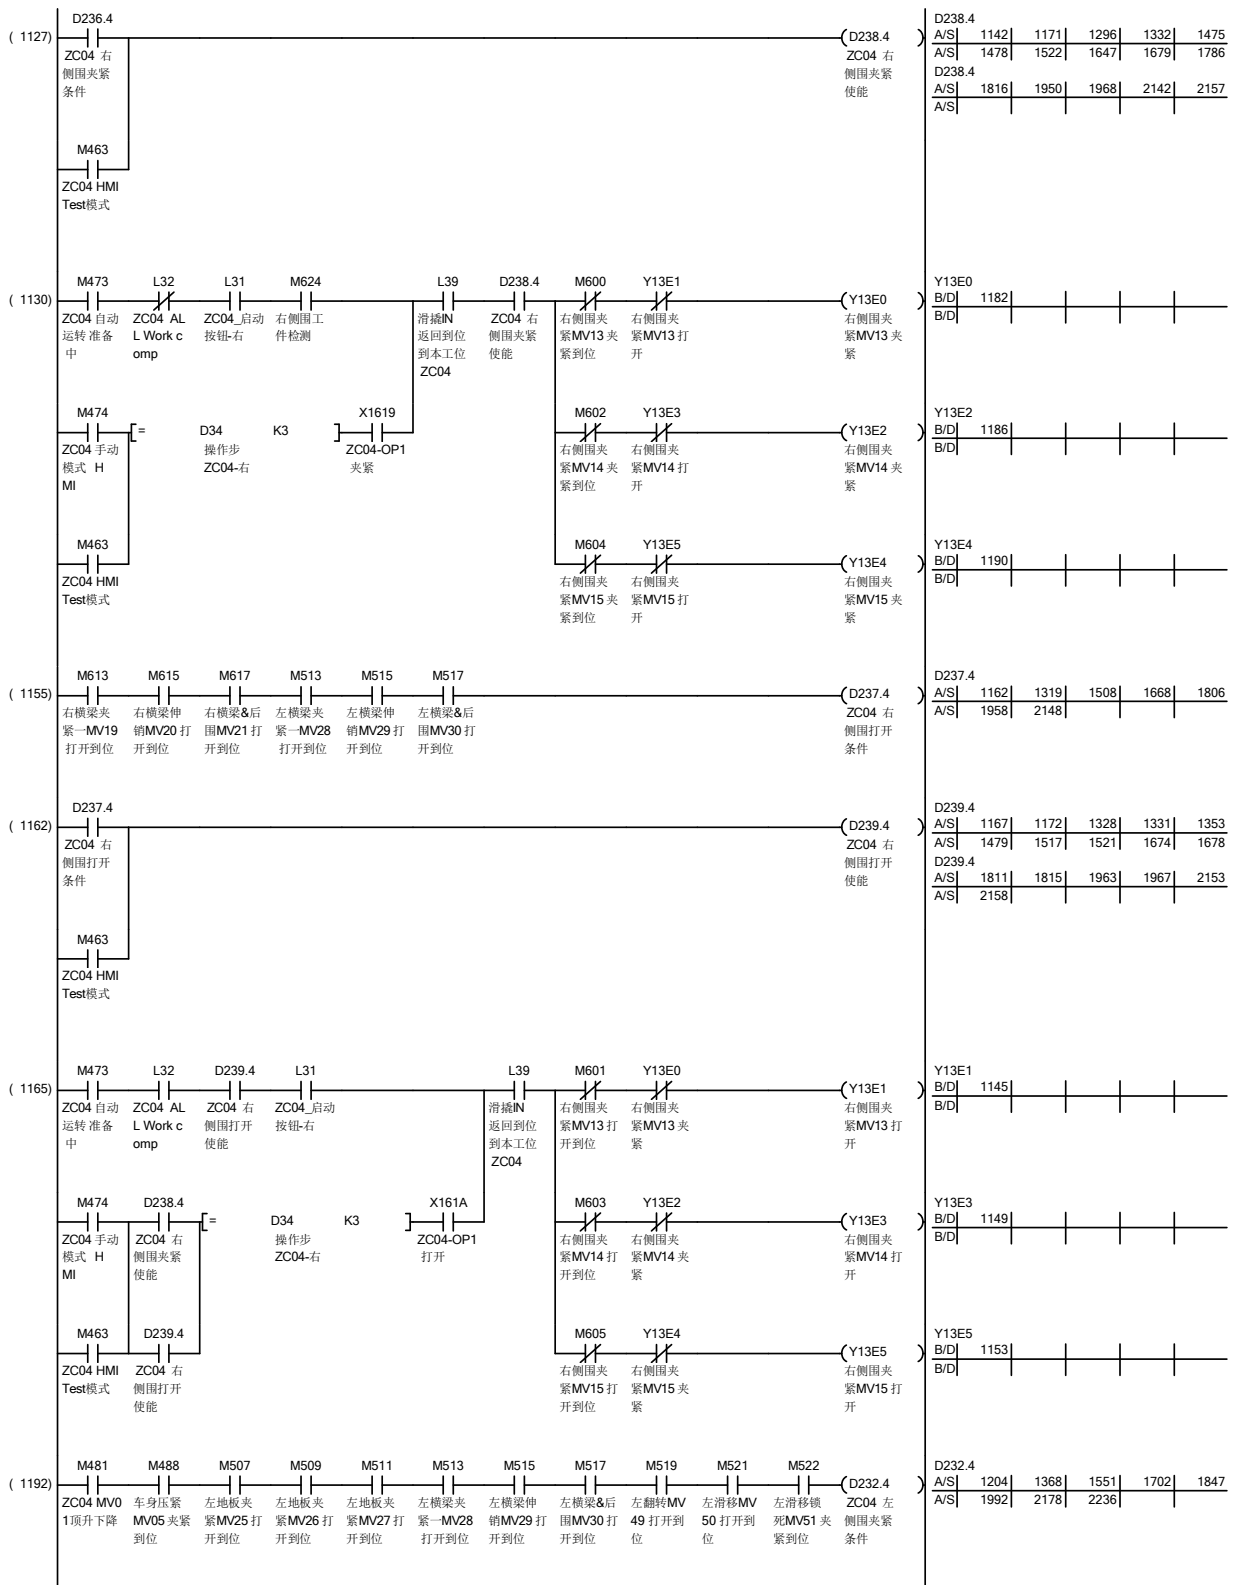 D236.4
D238.4
( 1127)
D238.4
A/S 1142 1171 1296 1332 1475
ZC04 右
侧围夹紧
条件
ZC04 右
侧围夹紧
使能
A/S 1478 1522 1647 1679 1786
D238.4
A/S 1816 1950 1968 2142 2157
A/S
M463
ZC04 HMI
Test模式
M473 L32 L31 M624 L39 D238.4 M600 Y13E1
Y13E0
( 1130)
Y13E0
B/D 1182
B/D
ZC04 自动
运转 准备
中
ZC04 AL
L Work c
omp
ZC04_启动
按钮-右
右侧围工
件检测
滑撬IN
返回到位
到本工位
ZC04
ZC04 右
侧围夹紧
使能
右侧围夹
紧MV13 夹
紧到位
右侧围夹
紧MV13 打
开
右侧围夹
紧MV13 夹
紧
M474
[= D34 K3 ]
X1619
M602 Y13E3
Y13E2
Y13E2
B/D 1186
B/D
ZC04 手动
模式 H
MI
操作步
ZC04-右
ZC04-OP1
夹紧
右侧围夹
紧MV14 夹
紧到位
右侧围夹
紧MV14 打
开
右侧围夹
紧MV14 夹
紧
M463
M604 Y13E5
Y13E4
Y13E4
B/D 1190
B/D
ZC04 HMI
Test模式
右侧围夹
紧MV15 夹
紧到位
右侧围夹
紧MV15 打
开
右侧围夹
紧MV15 夹
紧
M613 M615 M617 M513 M515 M517
D237.4
( 1155)
D237.4
A/S 1162 1319 1508 1668 1806
A/S 1958 2148
右横梁夹
紧一MV19
打开到位
右横梁伸
销MV20 打
开到位
右横梁&后
围MV21 打
开到位
左横梁夹
紧一MV28
打开到位
左横梁伸
销MV29 打
开到位
左横梁&后
围MV30 打
开到位
ZC04 右
侧围打开
条件
D237.4
D239.4
( 1162)
D239.4
A/S 1167 1172 1328 1331 1353
A/S 1479 1517 1521 1674 1678
ZC04 右
侧围打开
条件
ZC04 右
侧围打开
使能
D239.4
A/S 1811 1815 1963 1967 2153
A/S 2158
M463
ZC04 HMI
Test模式
M473 L32 D239.4 L31 L39 M601 Y13E0
Y13E1
( 1165)
Y13E1
B/D 1145
B/D
ZC04 自动
运转 准备
中
ZC04 AL
L Work c
omp
ZC04 右
侧围打开
使能
ZC04_启动
按钮-右
滑撬IN
返回到位
到本工位
ZC04
右侧围夹
紧MV13 打
开到位
右侧围夹
紧MV13 夹
紧
右侧围夹
紧MV13 打
开
M474 D238.4
[= D34 K3 ]
X161A
M603 Y13E2
Y13E3
Y13E3
B/D 1149
B/D
ZC04 手动
模式 H
MI
ZC04 右
侧围夹紧
使能
操作步
ZC04-右
ZC04-OP1
打开
右侧围夹
紧MV14 打
开到位
右侧围夹
紧MV14 夹
紧
右侧围夹
紧MV14 打
开
M463 D239.4
M605 Y13E4
Y13E5
Y13E5
B/D 1153
B/D
ZC04 HMI
Test模式
ZC04 右
侧围打开
使能
右侧围夹
紧MV15 打
开到位
右侧围夹
紧MV15 夹
紧
右侧围夹
紧MV15 打
开
M481 M488 M507 M509 M511 M513 M515 M517 M519 M521 M522
D232.4
( 1192)
D232.4
A/S 1204 1368 1551 1702 1847
A/S 1992 2178 2236
ZC04 MV0
1顶升下降
车身压紧
MV05 夹紧
到位
左地板夹
紧MV25 打
开到位
左地板夹
紧MV26 打
开到位
左地板夹
紧MV27 打
开到位
左横梁夹
紧一MV28
打开到位
左横梁伸
销MV29 打
开到位
左横梁&后
围MV30 打
开到位
左翻转MV
49 打开到
位
左滑移MV
50 打开到
位
左滑移锁
死MV51 夹
紧到位
ZC04 左
侧围夹紧
条件